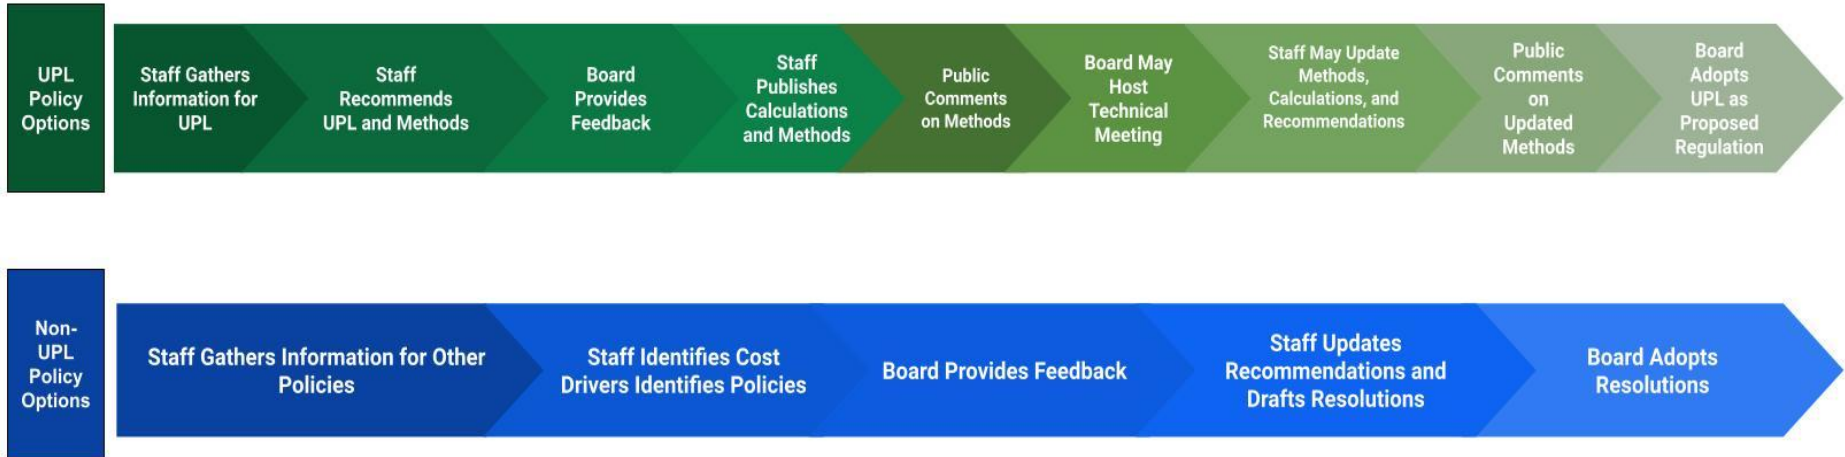 UPL
Policy
Options
Staff Gathers
Information for
UPL
Staff
Recommends
UPL and Methods
Board
Provides
Feedback
Staff
Publishes
Calculations
and Methods
Public
Comments
on Methods
Board May
Host
Technical
Meeting
Staff May Update
Methods,
Calculations, and
Recommendations
Public
Comments
on
Updated
Methods
Board
Adopts
UPL as
Proposed
Regulation
Non-
UPL
Policy
Options
Staff Gathers Information for Other
Policies
Staff Identifies Cost
Drivers Identifies Policies
Board Provides Feedback
Staff Updates
Recommendations and
Drafts Resolutions
Board Adopts
Resolutions